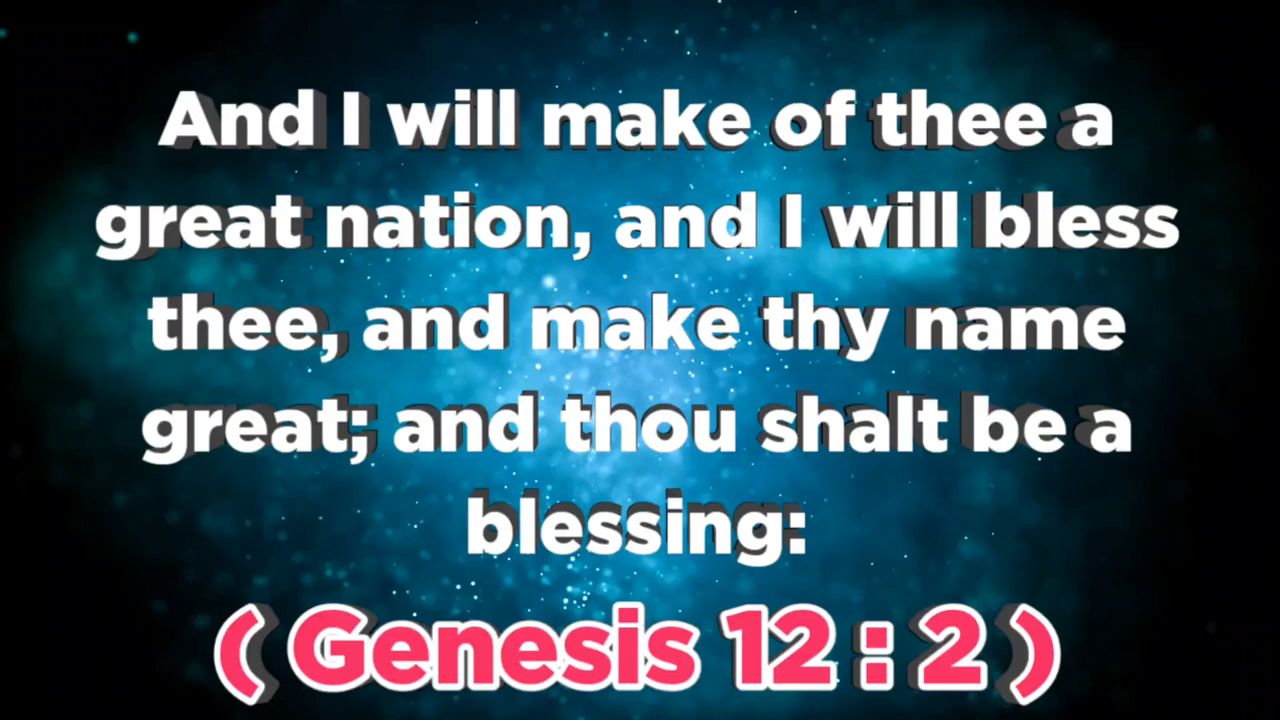 And I will make of thee a
great nation, and I will bless
thee, and make thy name
great; and thou shalt be a
blessing:
( Genesis 12 : 2 )